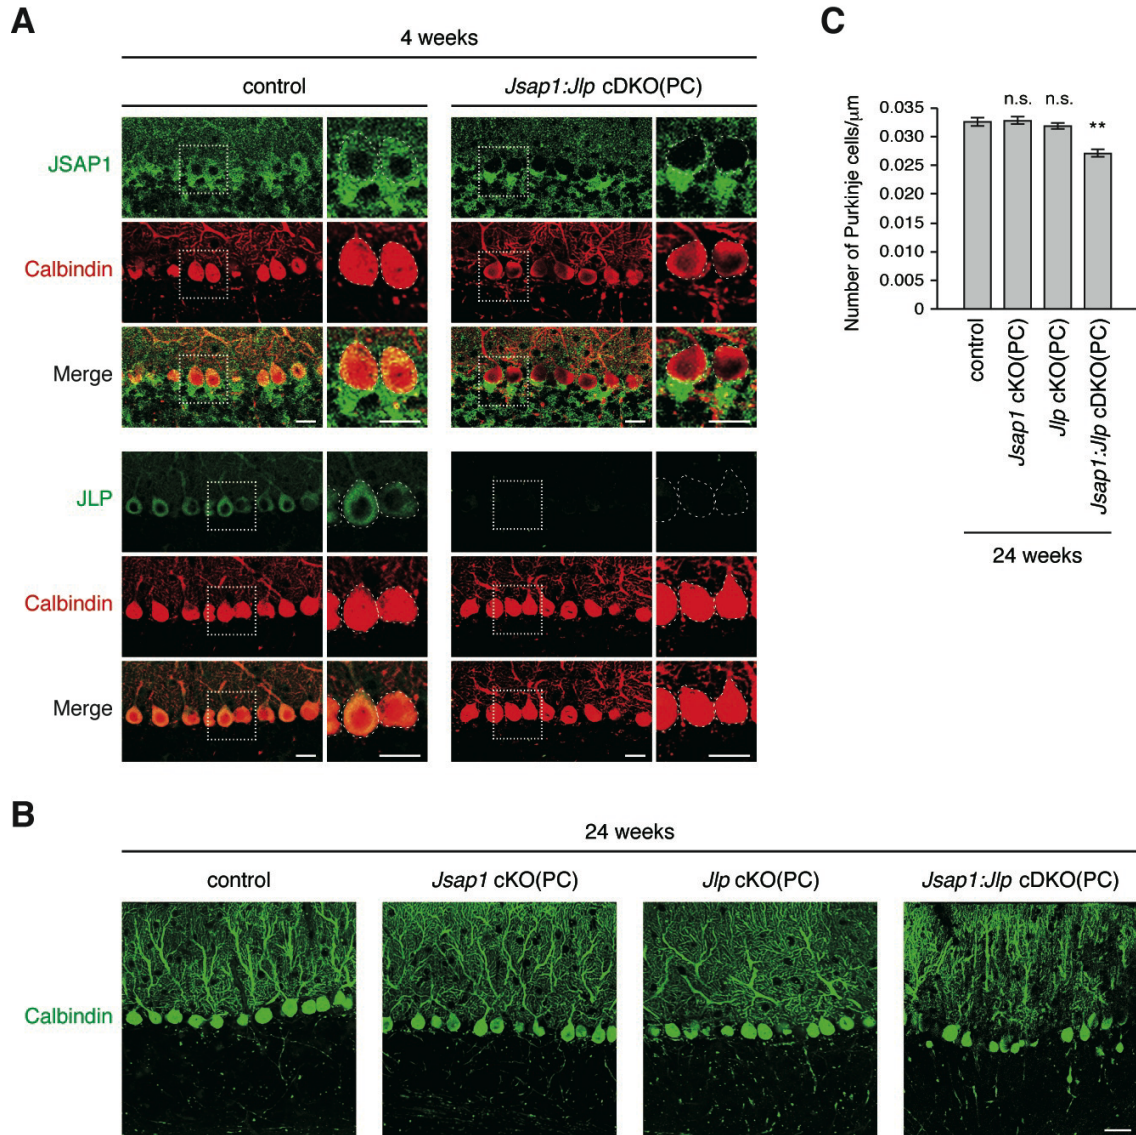 A
4 weeks
control
Jsap1:Jlp cDKO(PC)
JSAP1
Calbindin
Merge
JLP
Calbindin
Merge
B
24 weeks
control
Jsap1 cKO(PC)
Jlp cKO(PC)
Jsap1:Jlp cDKO(PC)
Calbindin
C
Number of Purkinje cells/μm
0.035
0.030
0.025
0.020
0.015
0.010
0.005
0
n.s.
n.s.
**
control
Jsap1 cKO(PC)
Jlp cKO(PC)
Jsap1:Jlp cDKO(PC)
24 weeks